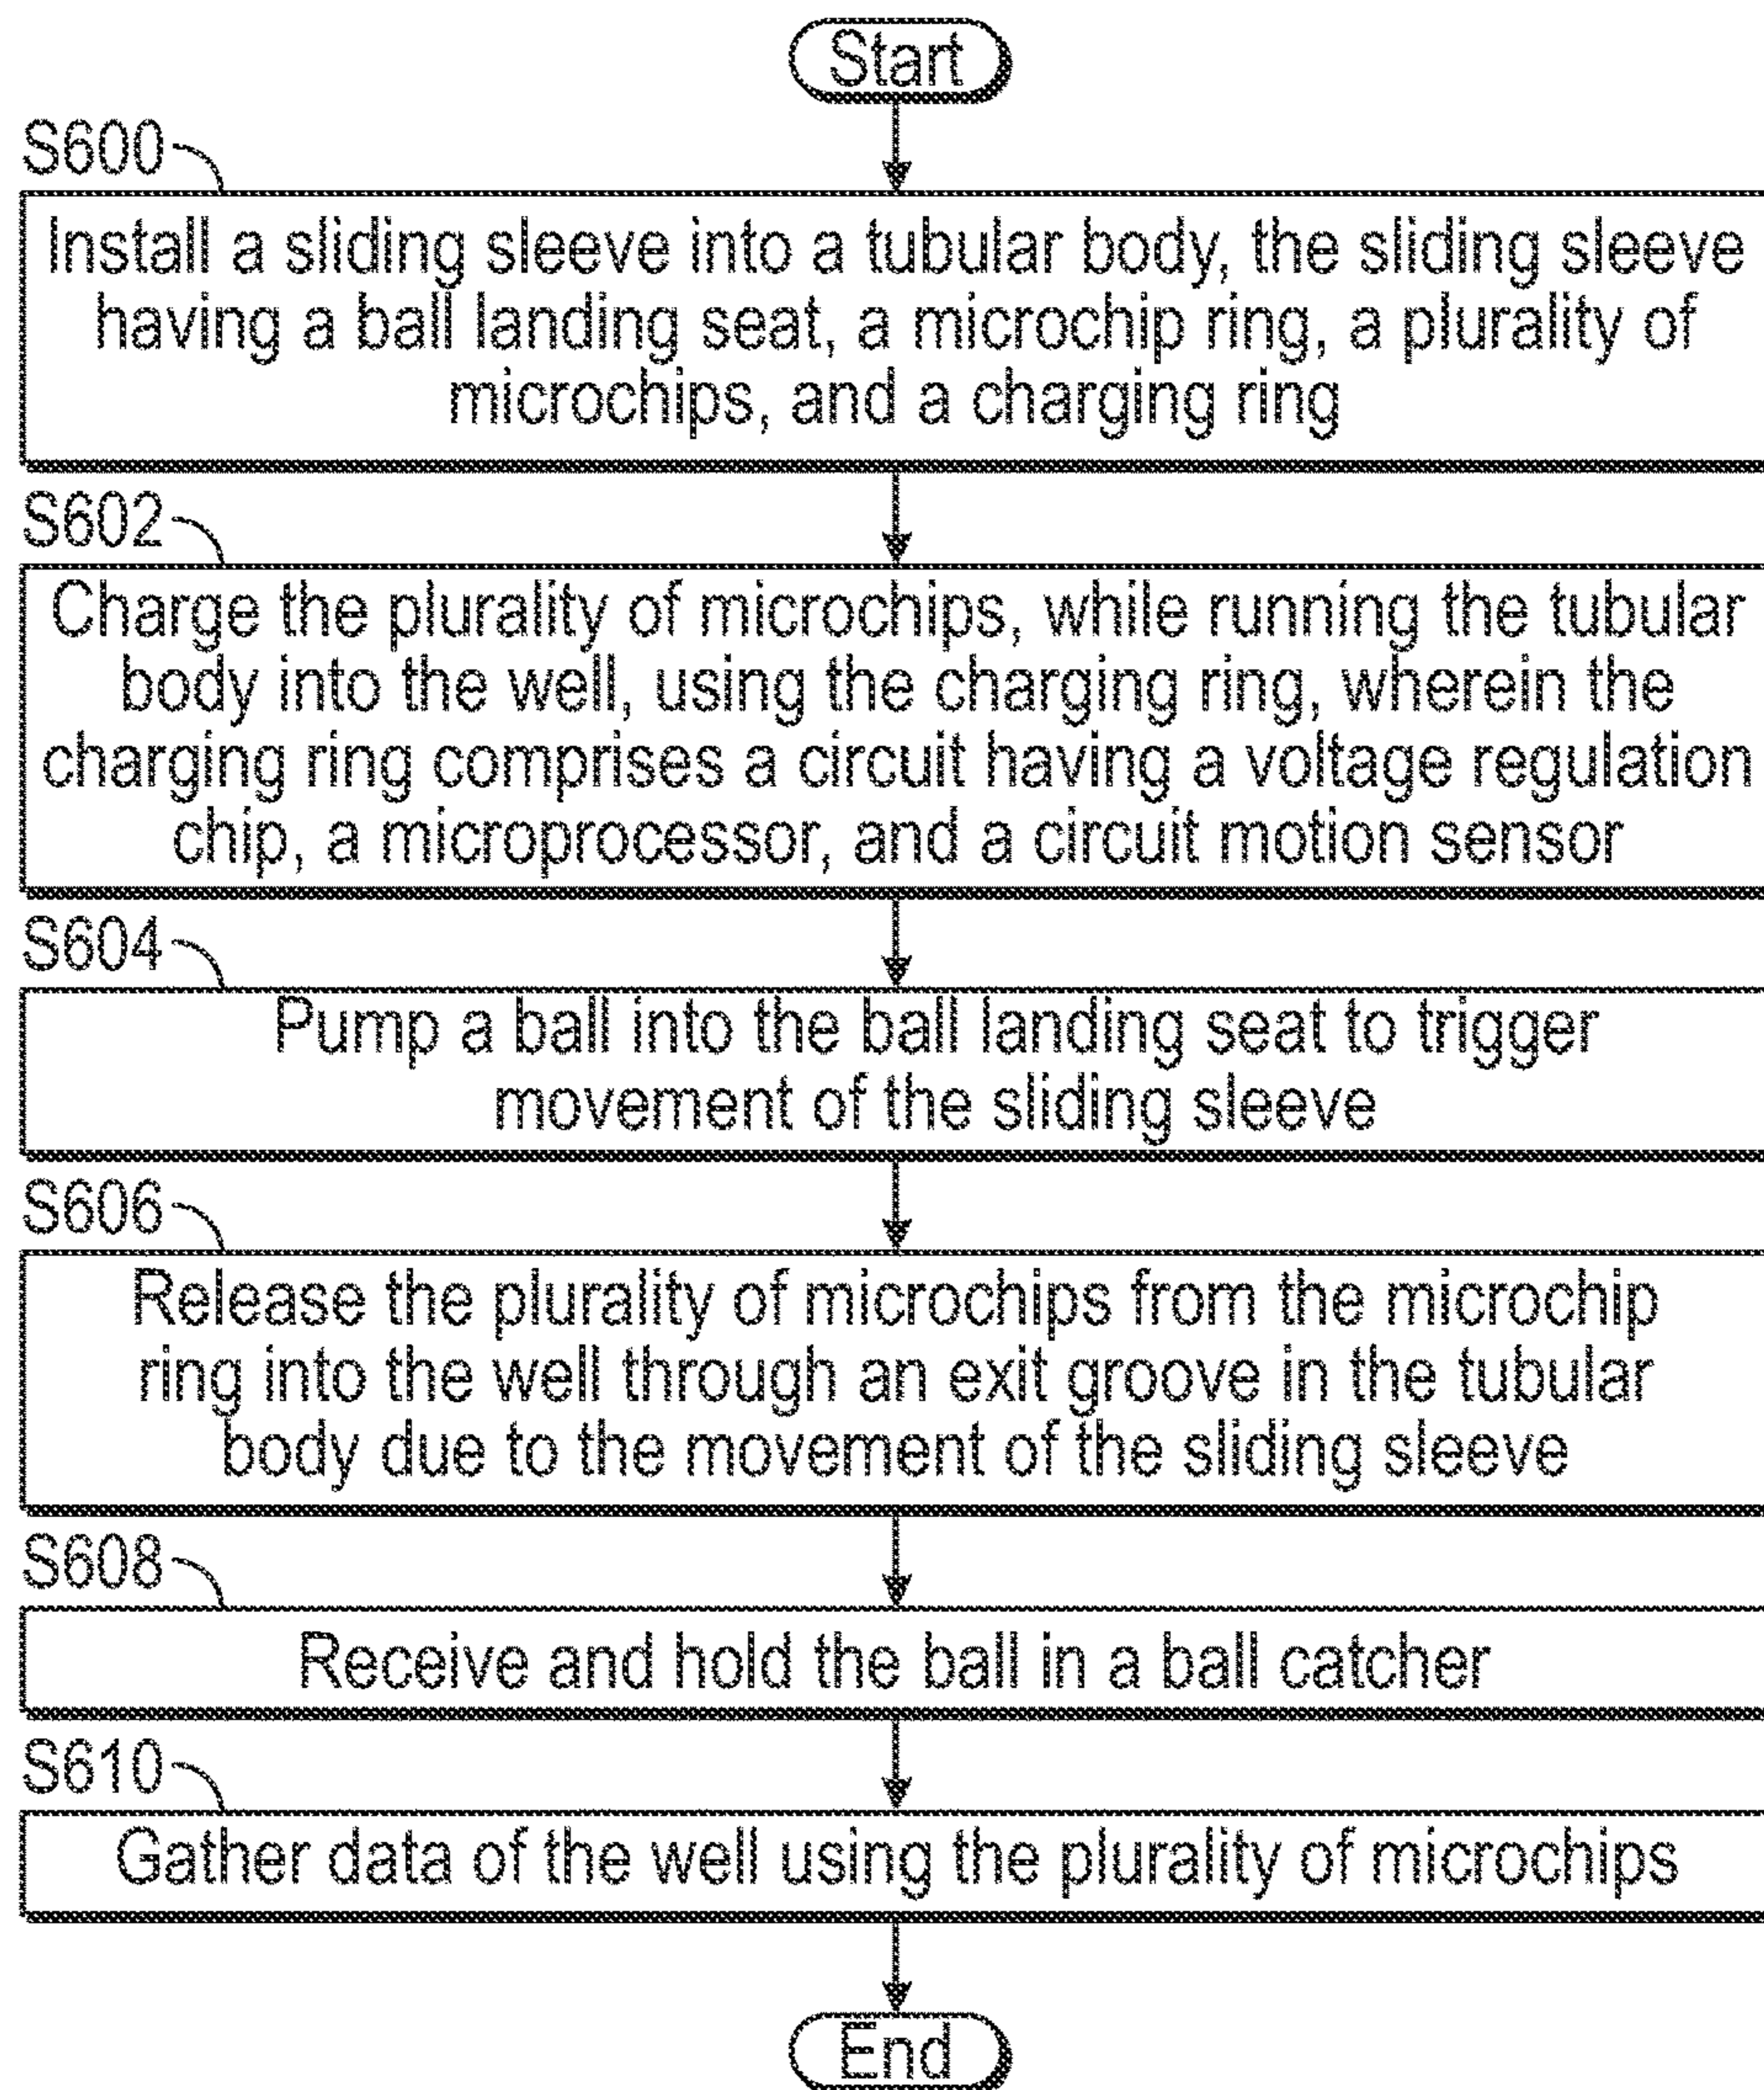 Start
S600
Install a sliding sleeve into a tubular body, the sliding sleeve
having a ball landing seat, a microchip ring, a plurality of
microchips, and a charging ring
S602
Charge the plurality of microchips, while running the tubular
body into the well, using the charging ring, wherein the
charging ring comprises a circuit having a voltage regulation
chip, a microprocessor, and a circuit motion sensor
S604
Pump a ball into the ball landing seat to trigger
movement of the sliding sleeve
S606
Release the plurality of microchips from the microchip
ring into the well through an exit groove in the tubular
body due to the movement of the sliding sleeve
S608
Receive and hold the ball in a ball catcher
S610
Gather data of the well using the plurality of microchips
End